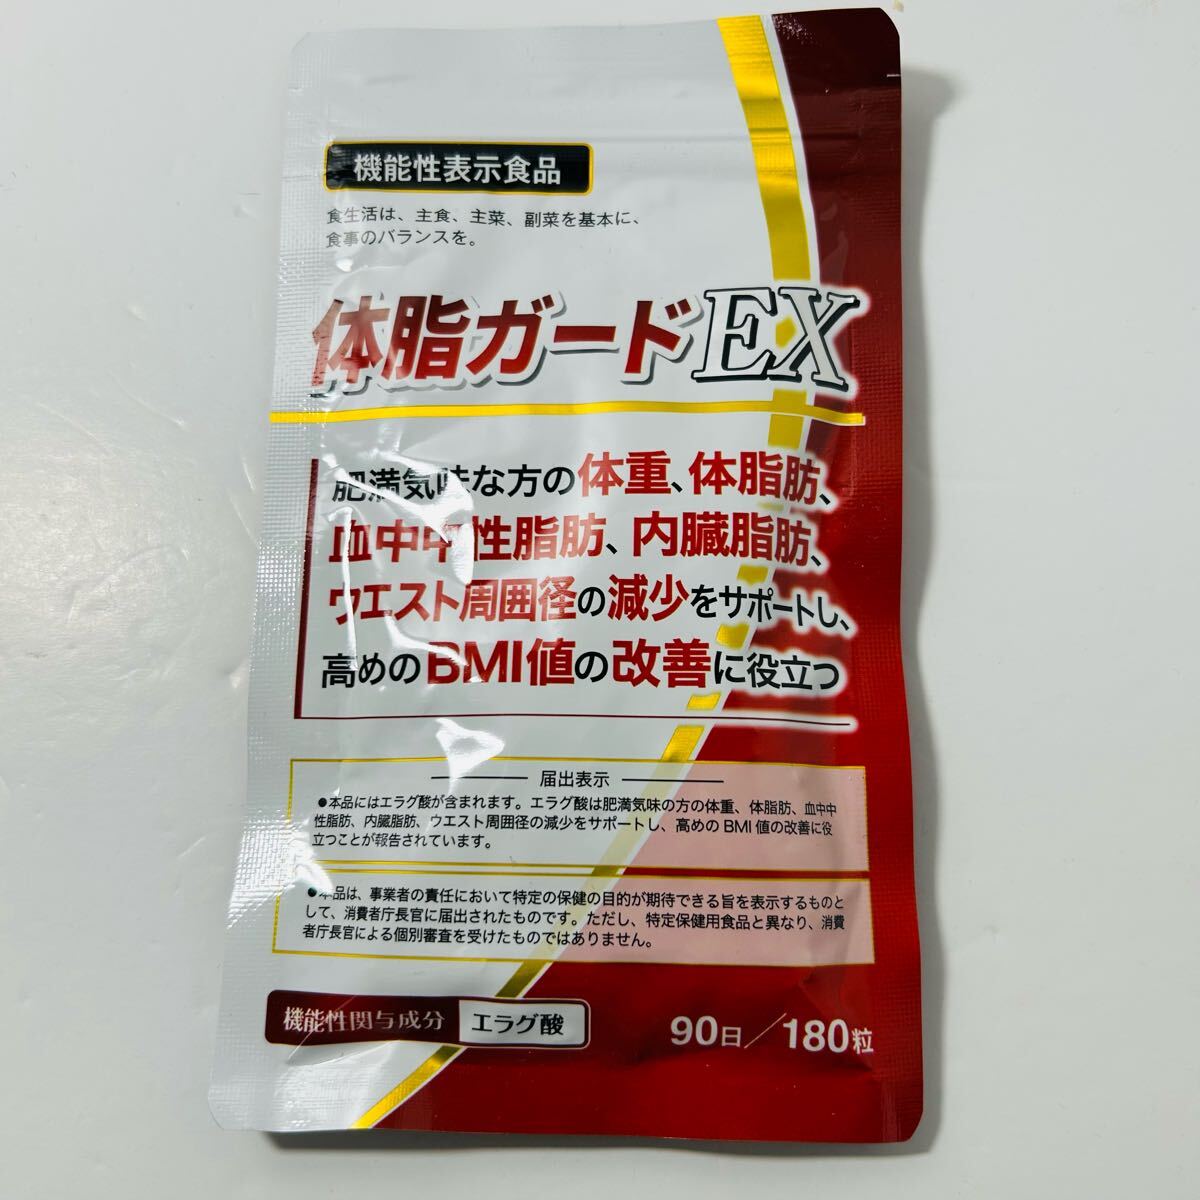 機能性表示食品
食生活は、主食、主菜、副菜を基本に、
食事のバランスを。
体脂ガードEX
肥満気味な方の体重、体脂肪、
血中中性脂肪、内臓脂肪、
ウエスト周囲径の減少をサポートし、
高めのBMI値の改善に役立つ
届出表示
●本品にはエラグ酸が含まれます。エラグ酸は肥満気味の方の体重、体脂肪、血中中
性脂肪、内臓脂肪、ウエスト周囲径の減少をサポートし、高めの BMI 値の改善に役
立つことが報告されています。
●本品は、事業者の責任において特定の保健の目的が期待できる旨を表示するものと
して、消費者庁長官に届出されたものです。ただし、特定保健用食品と異なり、消費
者庁長官による個別審査を受けたものではありません。
機能性関与成分 エラグ酸
90日/180粒